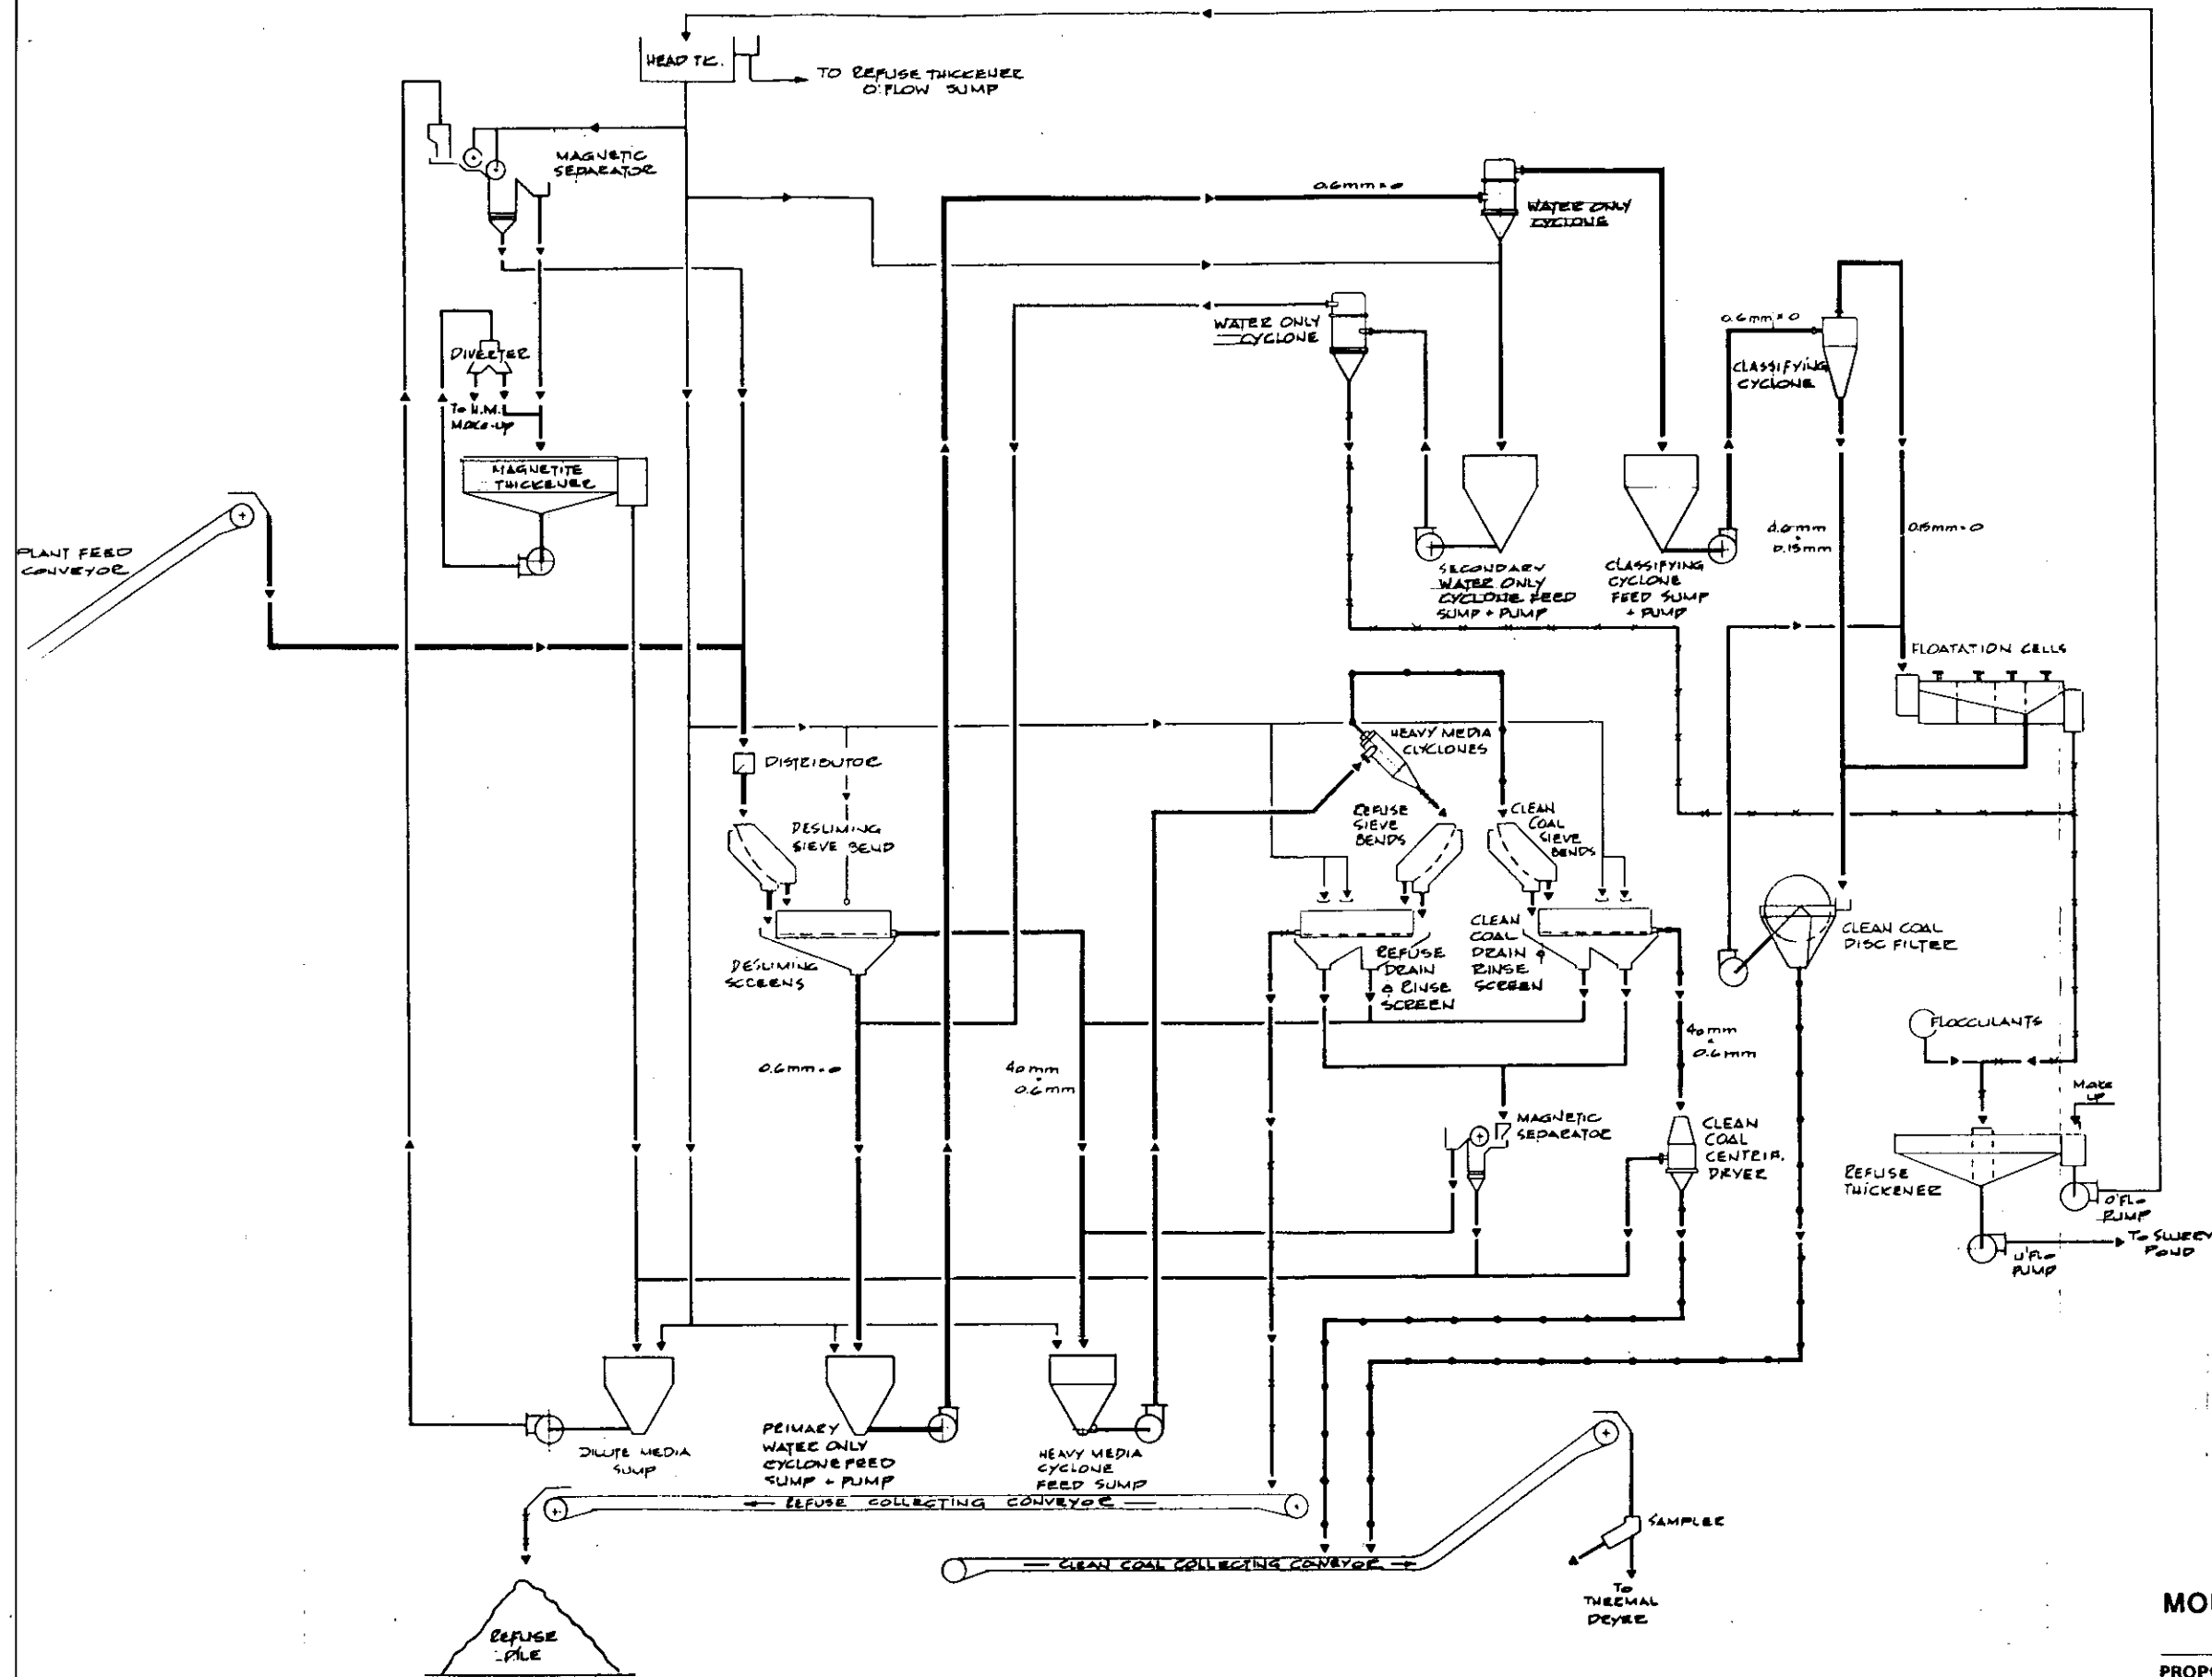 HEAD TK.
TO REFUSE THICKENER
O'FLOW SUMP
MAGNETIC
SEPARATOR
0.6mm x 0
WATER ONLY
CYCLONE
WATER ONLY
CYCLONE
0.6mm x 0
CLASSIFYING
CYCLONE
DIVERTER
To H.M.
MAKE-UP
MAGNETITE
THICKENER
PLANT FEED
CONVEYOR
0.6mm
x
0.15mm
0.15mm x 0
SECONDARY
WATER ONLY
CYCLONE FEED
SUMP + PUMP
CLASSIFYING
CYCLONE
FEED SUMP
+ PUMP
FLOATATION CELLS
HEAVY MEDIA
CLYCLONES
DISTRIBUTOR
DESLIMING
SIEVE BEND
REFUSE
SIEVE
BENDS
CLEAN
COAL
SIEVE
BENDS
DESLIMING
SCREENS
REFUSE
DRAIN
& RINSE
SCREEN
CLEAN
COAL
DRAIN &
RINSE
SCREEN
CLEAN COAL
DISC FILTER
FLOCCULANTS
0.6mm x 0
40mm
x
0.6mm
40mm
x
0.6mm
MAKE
UP
MAGNETIC
SEPARATOR
CLEAN
COAL
CENTRIF.
DRYER
REFUSE
THICKENER
O'FLO
PUMP
U'FLO
PUMP
To SLURRY
POND
DILUTE MEDIA
SUMP
PRIMARY
WATER ONLY
CYCLONE FEED
SUMP + PUMP
HEAVY MEDIA
CYCLONE
FEED SUMP
REFUSE COLLECTING CONVEYOR
SAMPLER
CLEAN COAL COLLECTING CONVEYOR
To
THERMAL
DRYER
REFUSE
PILE